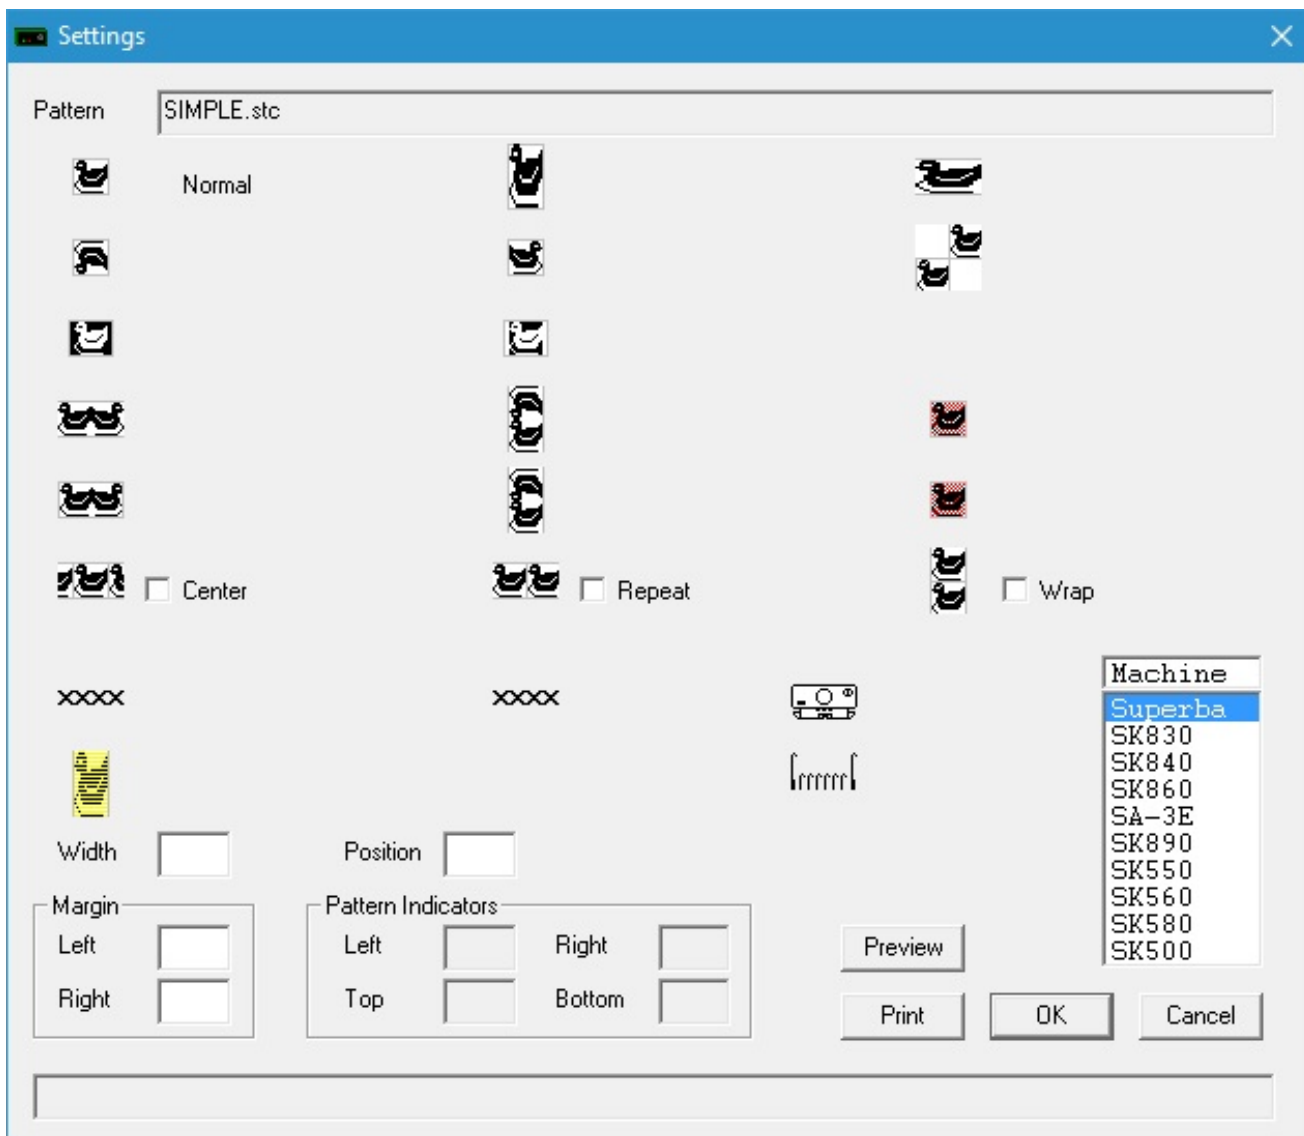 Settings
Pattern SIMPLE.stc
Normal
Center Repeat Wrap
xxxx xxxx
Machine
Superba
SK830
SK840
SK860
SA-3E
SK890
SK550
SK560
SK580
SK500
Width Position
Margin
Left
Right
Pattern Indicators
Left Right
Top Bottom
Preview
Print OK Cancel